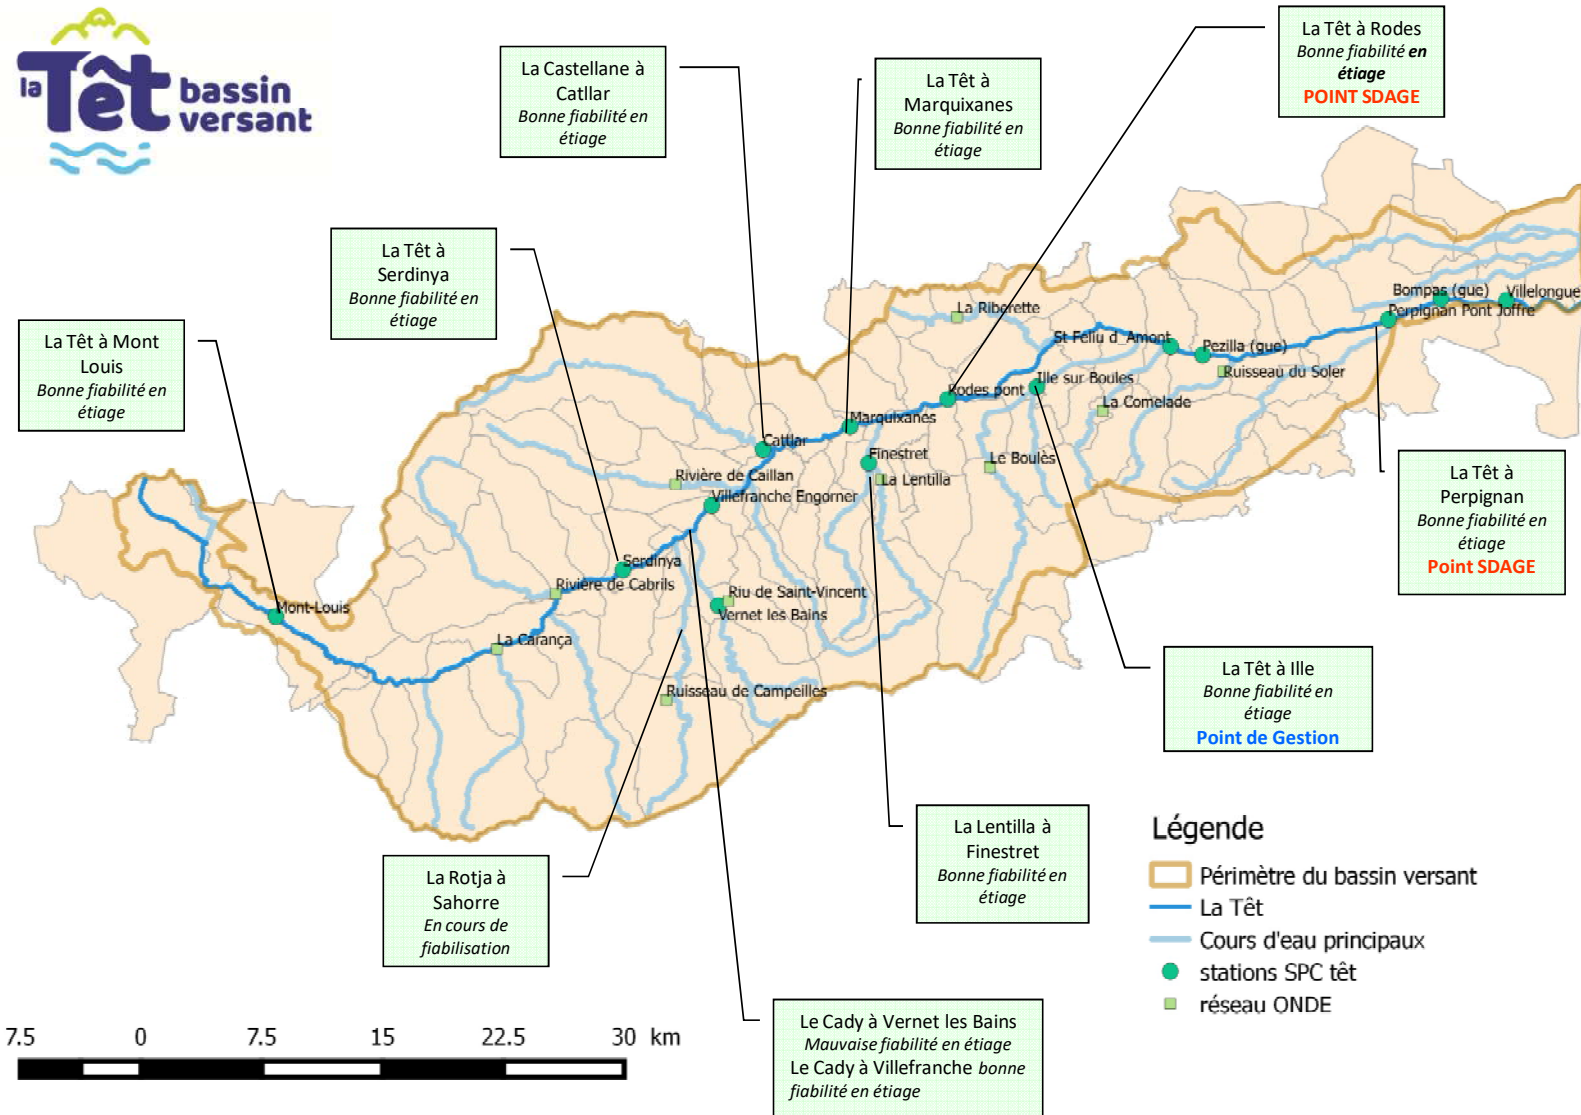 la Têt bassin
versant
La Castellane à
Catllar
Bonne fiabilité en
étiage
La Têt à
Marquixanes
Bonne fiabilité en
étiage
La Têt à Rodes
Bonne fiabilité en
étiage
POINT SDAGE
La Têt à
Serdinya
Bonne fiabilité en
étiage
La Têt à Mont
Louis
Bonne fiabilité en
étiage
La Riberette
St Féliu d_Amont
Pezilla (gue)
Bompas (gue)
Villelongue
Perpignan Pont Joffre
Ruisseau du Soler
Rodes pont
Ille sur Boules
La Comelade
Marquixanes
Cattlar
Finestret
Le Boulès
La Lentilla
Rivière de Caillan
Villefranche Engorner
Serdinya
Rivière de Cabrils
Riu de Saint-Vincent
Vernet les Bains
Mont-Louis
La Carança
Ruisseau de Campeilles
La Têt à
Perpignan
Bonne fiabilité en
étiage
Point SDAGE
La Têt à Ille
Bonne fiabilité en
étiage
Point de Gestion
La Lentilla à
Finestret
Bonne fiabilité en
étiage
La Rotja à
Sahorre
En cours de
fiabilisation
Le Cady à Vernet les Bains
Mauvaise fiabilité en étiage
Le Cady à Villefranche bonne
fiabilité en étiage
Légende
Périmètre du bassin versant
La Têt
Cours d'eau principaux
stations SPC têt
réseau ONDE
7.5 0 7.5 15 22.5 30 km